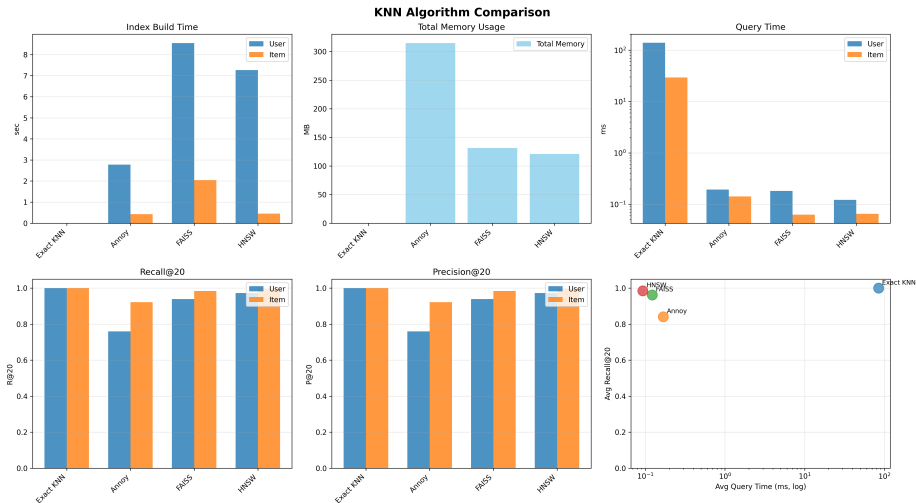 KNN Algorithm Comparison
Index Build Time
sec
0
1
2
3
4
5
6
7
8
User
Item
Exact KNN
Annoy
FAISS
HNSW
Total Memory Usage
MB
0
50
100
150
200
250
300
Total Memory
Exact KNN
Annoy
FAISS
HNSW
Query Time
ms
10⁻¹
10⁰
10¹
10²
User
Item
Exact KNN
Annoy
FAISS
HNSW
Recall@20
R@20
0.0
0.2
0.4
0.6
0.8
1.0
User
Item
Exact KNN
Annoy
FAISS
HNSW
Precision@20
P@20
0.0
0.2
0.4
0.6
0.8
1.0
User
Item
Exact KNN
Annoy
FAISS
HNSW
Avg Recall@20
0.0
0.2
0.4
0.6
0.8
1.0
HNSW
FAISS
Annoy
Exact KNN
10⁻¹
10⁰
10¹
10²
Avg Query Time (ms, log)